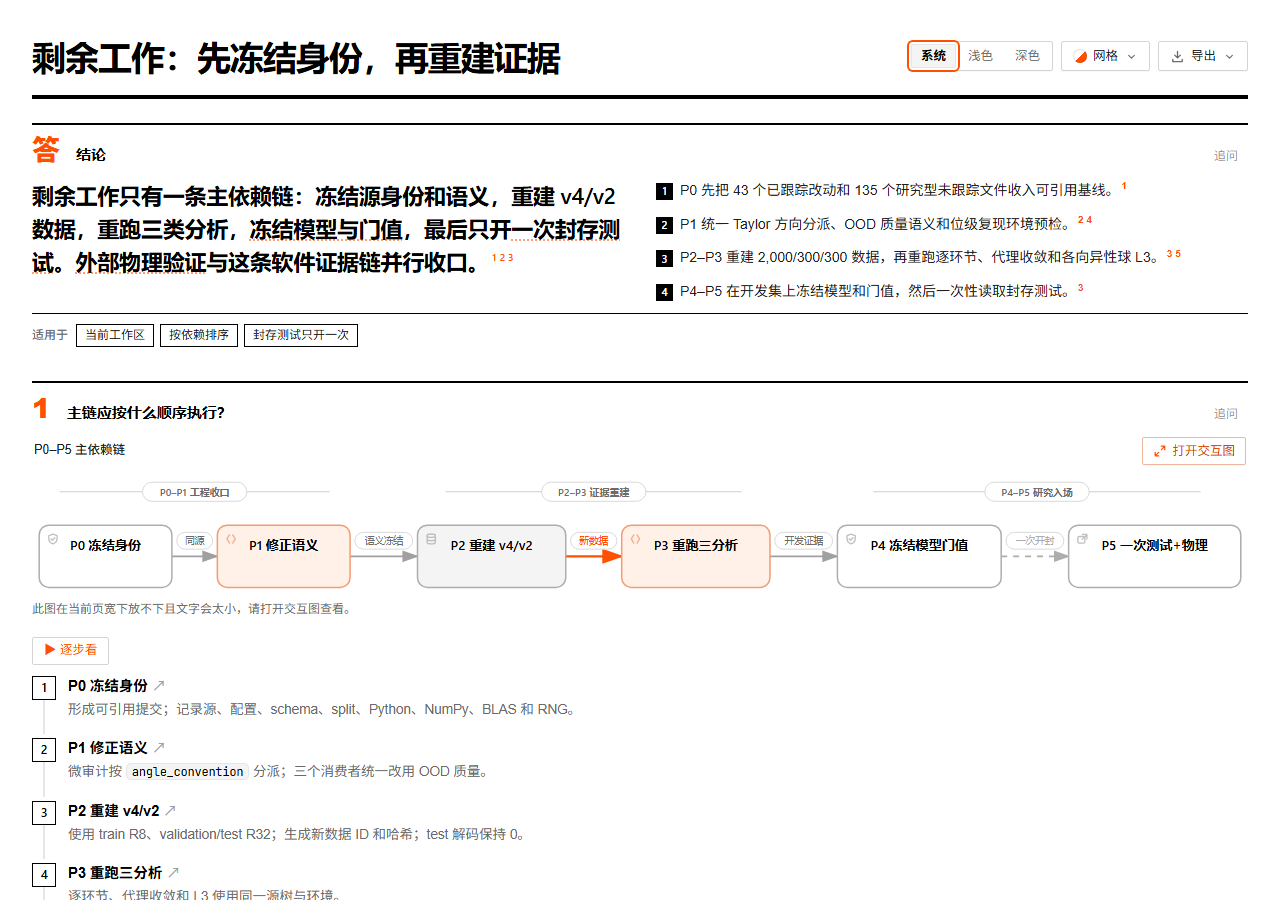 剩余工作：先冻结身份，再重建证据
系统 浅色 深色 网格 导出
答 结论 追问
剩余工作只有一条主依赖链：冻结源身份和语义，重建 v4/v2
数据，重跑三类分析，冻结模型与门值，最后只开一次封存测
试。外部物理验证与这条软件证据链并行收口。 1 2 3
1 P0 先把 43 个已跟踪改动和 135 个研究型未跟踪文件收入可引用基线。 1
2 P1 统一 Taylor 方向分派、OOD 质量语义和位级复现环境预检。 2 4
3 P2–P3 重建 2,000/300/300 数据，再重跑逐环节、代理收敛和各向异性球 L3。 3 5
4 P4–P5 在开发集上冻结模型和门值，然后一次性读取封存测试。 3
适用于 当前工作区 按依赖排序 封存测试只开一次
1 主链应按什么顺序执行？ 追问
P0–P5 主依赖链 打开交互图
P0–P1 工程收口 P2–P3 证据重建 P4–P5 研究入场
P0 冻结身份 同源 P1 修正语义 语义冻结 P2 重建 v4/v2 新数据 P3 重跑三分析 开发证据 P4 冻结模型门值 一次开封 P5 一次测试+物理
此图在当前页宽下放不下且文字会太小，请打开交互图查看。
逐步看
1 P0 冻结身份
形成可引用提交；记录源、配置、schema、split、Python、NumPy、BLAS 和 RNG。
2 P1 修正语义
微审计按 angle_convention 分派；三个消费者统一改用 OOD 质量。
3 P2 重建 v4/v2
使用 train R8、validation/test R32；生成新数据 ID 和哈希；test 解码保持 0。
4 P3 重跑三分析
逐环节、代理收敛和 L3 使用同一源树与环境。